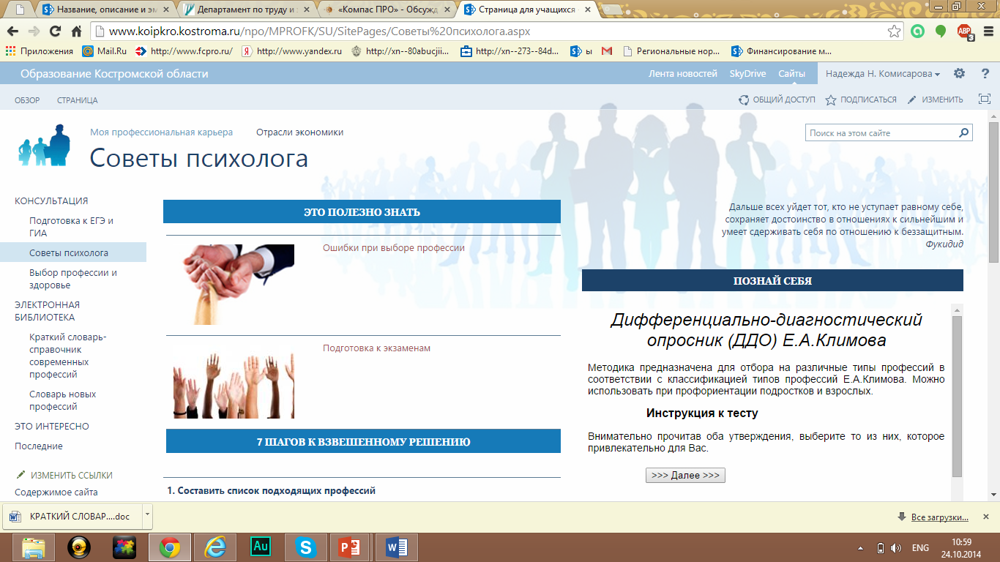 Название, описание и эм
Департамент по труду и з
«Компас ПРО» - Обсужд
Страница для учащихся
www.koipkro.kostroma.ru/npo/MPROFK/SU/SitePages/Советы%20психолога.aspx
ABP
3
Приложения
Mail.Ru
http://www.fcpro.ru/
http://www.yandex.ru
http://xn--80abucjii...
http://xn--273--84d...
ы
Региональные нор...
Финансирование м...
Образование Костромской области
Лента новостей
SkyDrive
Сайты
Надежда Н. Комисарова
?
ОБЗОР
СТРАНИЦА
ОБЩИЙ ДОСТУП
ПОДПИСАТЬСЯ
ИЗМЕНИТЬ
Моя профессиональная карьера
Отрасли экономики
Поиск на этом сайте
Советы психолога
КОНСУЛЬТАЦИЯ
Подготовка к ЕГЭ и
ГИА
Советы психолога
Выбор профессии и
здоровье
ЭЛЕКТРОННАЯ
БИБЛИОТЕКА
Краткий словарь-
справочник
современных
профессий
Словарь новых
профессий
ЭТО ИНТЕРЕСНО
Последние
ИЗМЕНИТЬ ССЫЛКИ
Содержимое сайта
ЭТО ПОЛЕЗНО ЗНАТЬ
Ошибки при выборе профессии
Подготовка к экзаменам
7 ШАГОВ К ВЗВЕШЕННОМУ РЕШЕНИЮ
1. Составить список подходящих профессий
Дальше всех уйдет тот, кто не уступает равному себе,
сохраняет достоинство в отношениях к сильнейшим и
умеет сдерживать себя по отношению к беззащитным.
Фукидид
ПОЗНАЙ СЕБЯ
Дифференциально-диагностический
опросник (ДДО) Е.А.Климова
Методика предназначена для отбора на различные типы профессий в
соответствии с классификацией типов профессий Е.А.Климова. Можно
использовать при профориентации подростков и взрослых.
Инструкция к тесту
Внимательно прочитав оба утверждения, выберите то из них, которое
привлекательно для Вас.
>>> Далее >>>
КРАТКИЙ СЛОВАР....doc
Все загрузки...
Au
ENG
10:59
24.10.2014